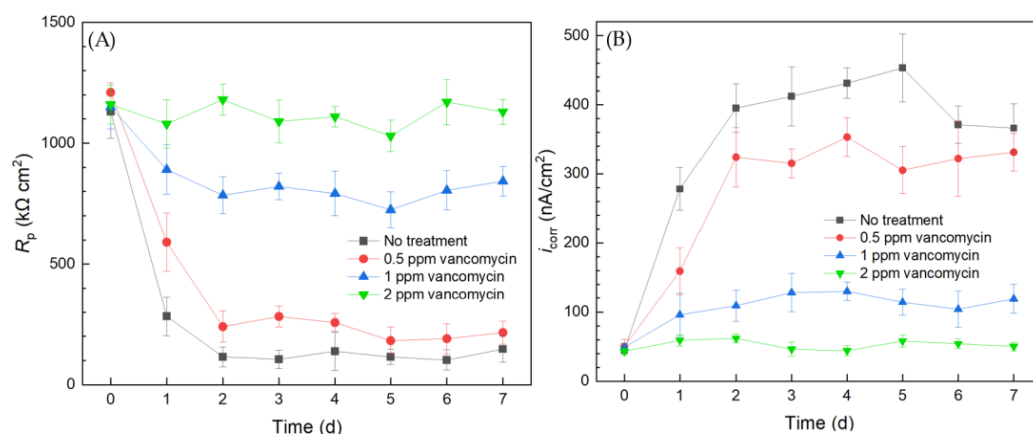 (A)
1500
1000
500
0
R_p (kΩ cm²)
No treatment
0.5 ppm vancomycin
1 ppm vancomycin
2 ppm vancomycin
0 1 2 3 4 5 6 7
Time (d)
(B)
500
400
300
200
100
0
i_corr (nA/cm²)
No treatment
0.5 ppm vancomycin
1 ppm vancomycin
2 ppm vancomycin
0 1 2 3 4 5 6 7
Time (d)